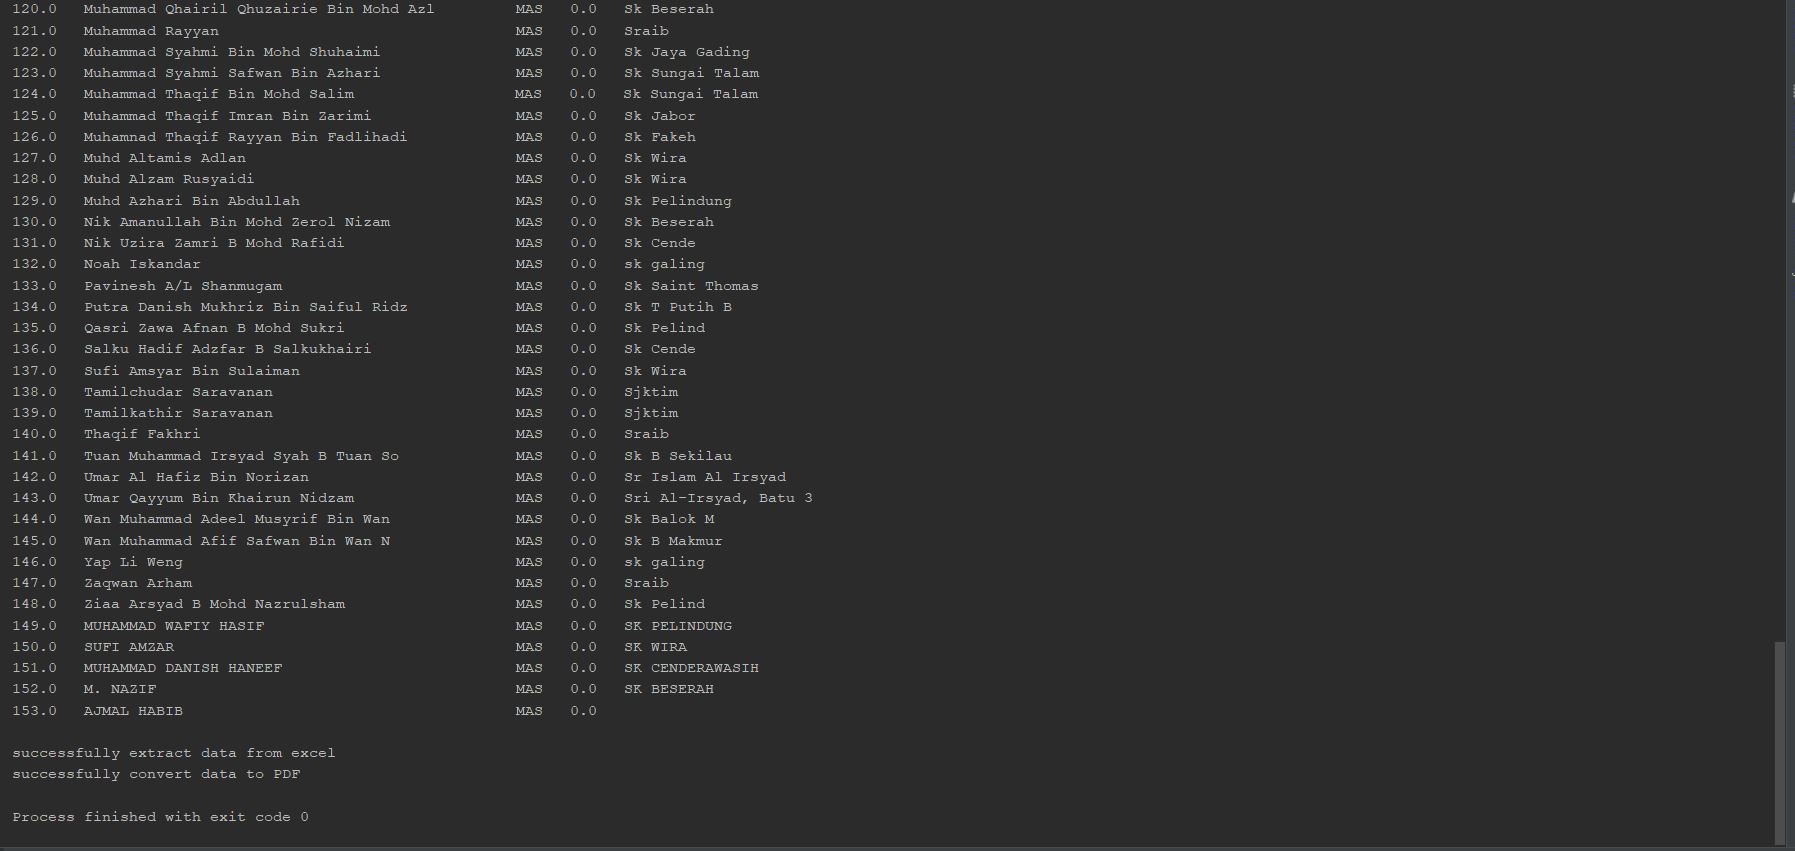 120.0 Muhammad Qhairil Qhuzairie Bin Mohd Azl MAS 0.0 Sk Beserah
121.0 Muhammad Rayyan MAS 0.0 Sraib
122.0 Muhammad Syahmi Bin Mohd Shuhaimi MAS 0.0 Sk Jaya Gading
123.0 Muhammad Syahmi Safwan Bin Azhari MAS 0.0 Sk Sungai Talam
124.0 Muhammad Thaqif Bin Mohd Salim MAS 0.0 Sk Sungai Talam
125.0 Muhammad Thaqif Imran Bin Zarimi MAS 0.0 Sk Jabor
126.0 Muhamnad Thaqif Rayyan Bin Fadlihadi MAS 0.0 Sk Fakeh
127.0 Muhd Altamis Adlan MAS 0.0 Sk Wira
128.0 Muhd Alzam Rusyaidi MAS 0.0 Sk Wira
129.0 Muhd Azhari Bin Abdullah MAS 0.0 Sk Pelindung
130.0 Nik Amanullah Bin Mohd Zerol Nizam MAS 0.0 Sk Beserah
131.0 Nik Uzira Zamri B Mohd Rafidi MAS 0.0 Sk Cende
132.0 Noah Iskandar MAS 0.0 sk galing
133.0 Pavinesh A/L Shanmugam MAS 0.0 Sk Saint Thomas
134.0 Putra Danish Mukhriz Bin Saiful Ridz MAS 0.0 Sk T Putih B
135.0 Qasri Zawa Afnan B Mohd Sukri MAS 0.0 Sk Pelind
136.0 Salku Hadif Adzfar B Salkukhairi MAS 0.0 Sk Cende
137.0 Sufi Amsyar Bin Sulaiman MAS 0.0 Sk Wira
138.0 Tamilchudar Saravanan MAS 0.0 Sjktim
139.0 Tamilkathir Saravanan MAS 0.0 Sjktim
140.0 Thaqif Fakhri MAS 0.0 Sraib
141.0 Tuan Muhammad Irsyad Syah B Tuan So MAS 0.0 Sk B Sekilau
142.0 Umar Al Hafiz Bin Norizan MAS 0.0 Sr Islam Al Irsyad
143.0 Umar Qayyum Bin Khairun Nidzam MAS 0.0 Sri Al-Irsyad, Batu 3
144.0 Wan Muhammad Adeel Musyrif Bin Wan MAS 0.0 Sk Balok M
145.0 Wan Muhammad Afif Safwan Bin Wan N MAS 0.0 Sk B Makmur
146.0 Yap Li Weng MAS 0.0 sk galing
147.0 Zaqwan Arham MAS 0.0 Sraib
148.0 Ziaa Arsyad B Mohd Nazrulsham MAS 0.0 Sk Pelind
149.0 MUHAMMAD WAFIY HASIF MAS 0.0 SK PELINDUNG
150.0 SUFI AMZAR MAS 0.0 SK WIRA
151.0 MUHAMMAD DANISH HANEEF MAS 0.0 SK CENDERAWASIH
152.0 M. NAZIF MAS 0.0 SK BESERAH
153.0 AJMAL HABIB MAS 0.0
successfully extract data from excel
successfully convert data to PDF
Process finished with exit code 0